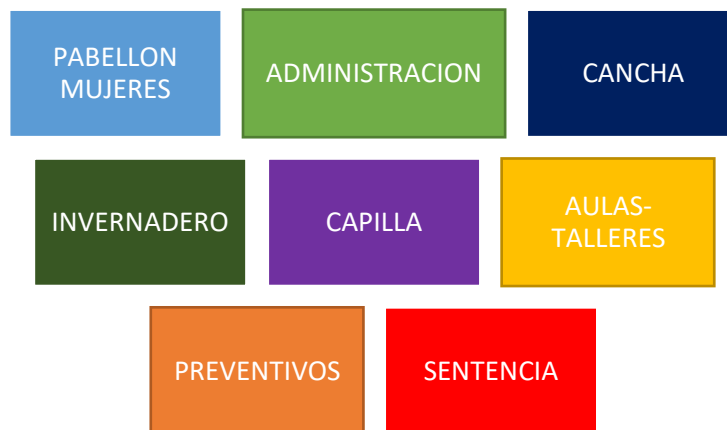 PABELLON
MUJERES
ADMINISTRACION
CANCHA
INVERNADERO
CAPILLA
AULAS-
TALLERES
PREVENTIVOS
SENTENCIA